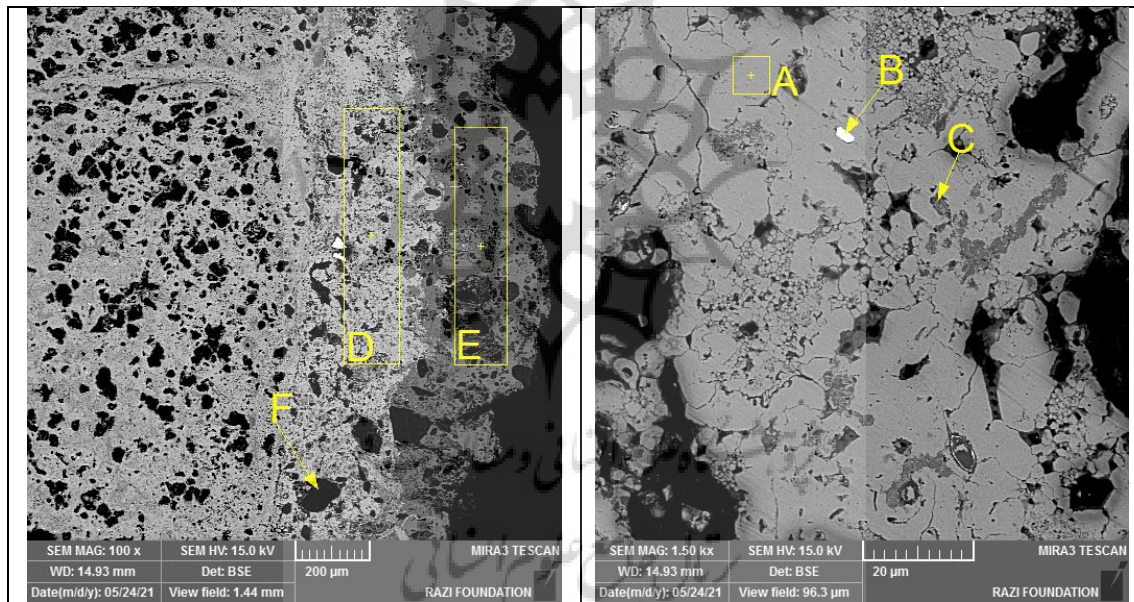 D
E
F
SEM MAG: 100 x SEM HV: 15.0 kV MIRA3 TESCAN
WD: 14.93 mm Det: BSE 200 µm
Date(m/d/y): 05/24/21 View field: 1.44 mm RAZI FOUNDATION
A
B
C
SEM MAG: 1.50 kx SEM HV: 15.0 kV MIRA3 TESCAN
WD: 14.93 mm Det: BSE 20 µm
Date(m/d/y): 05/24/21 View field: 96.3 µm RAZI FOUNDATION